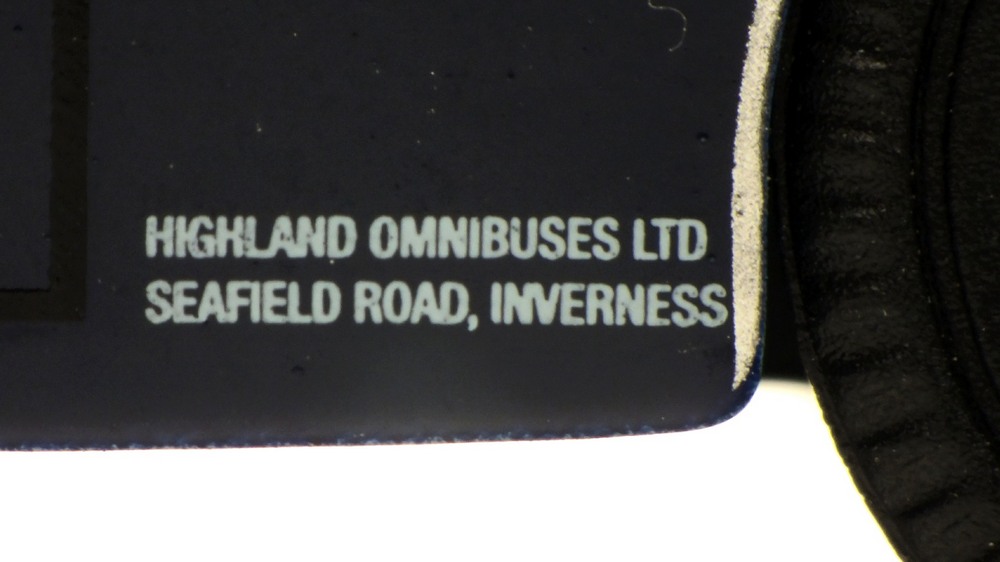 HIGHLAND OMNIBUSES LTD
SEAFIELD ROAD, INVERNESS